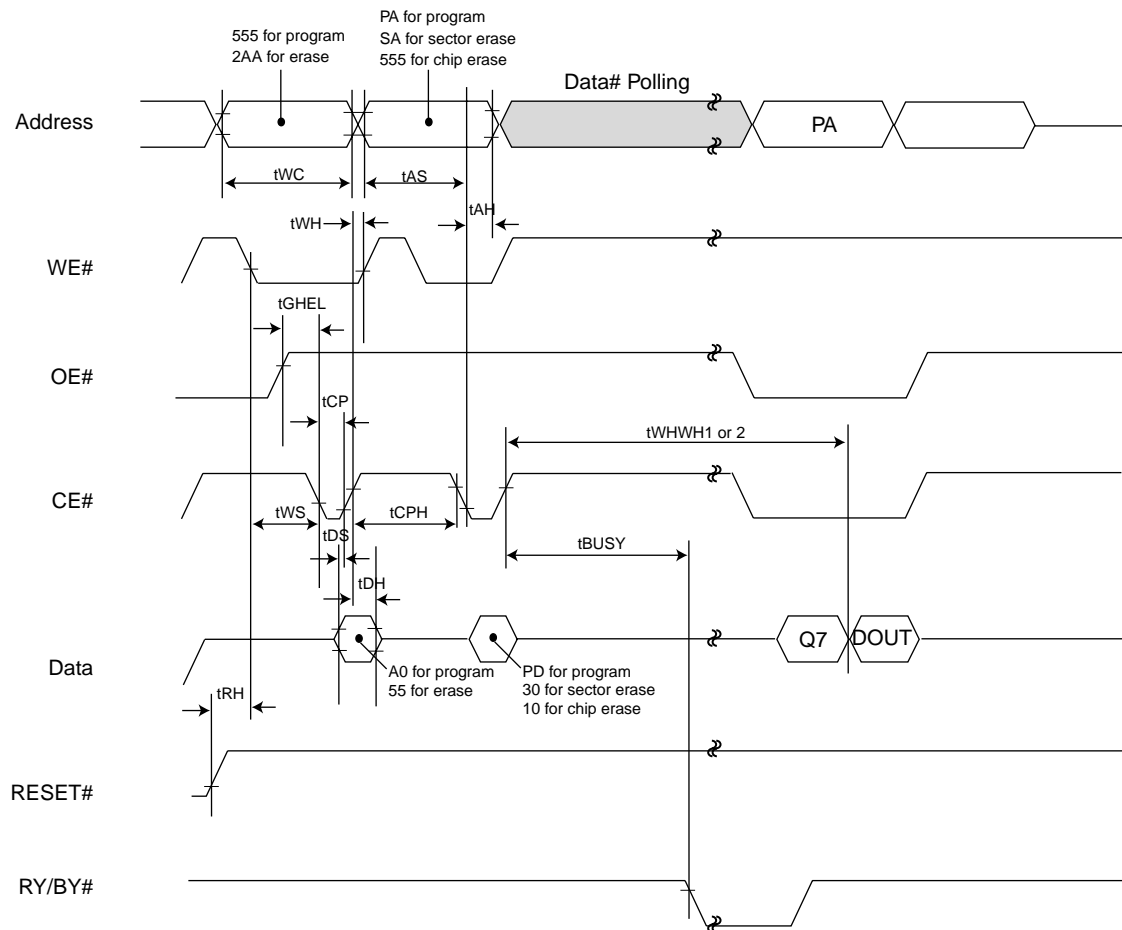 555 for program
2AA for erase
PA for program
SA for sector erase
555 for chip erase
Data# Polling
Address
PA
tWC
tAS
tAH
tWH
WE#
tGHEL
OE#
tCP
tWHWH1 or 2
CE#
tWS
tCPH
tDS
tBUSY
tDH
Q7
DOUT
Data
A0 for program
55 for erase
PD for program
30 for sector erase
10 for chip erase
tRH
RESET#
RY/BY#